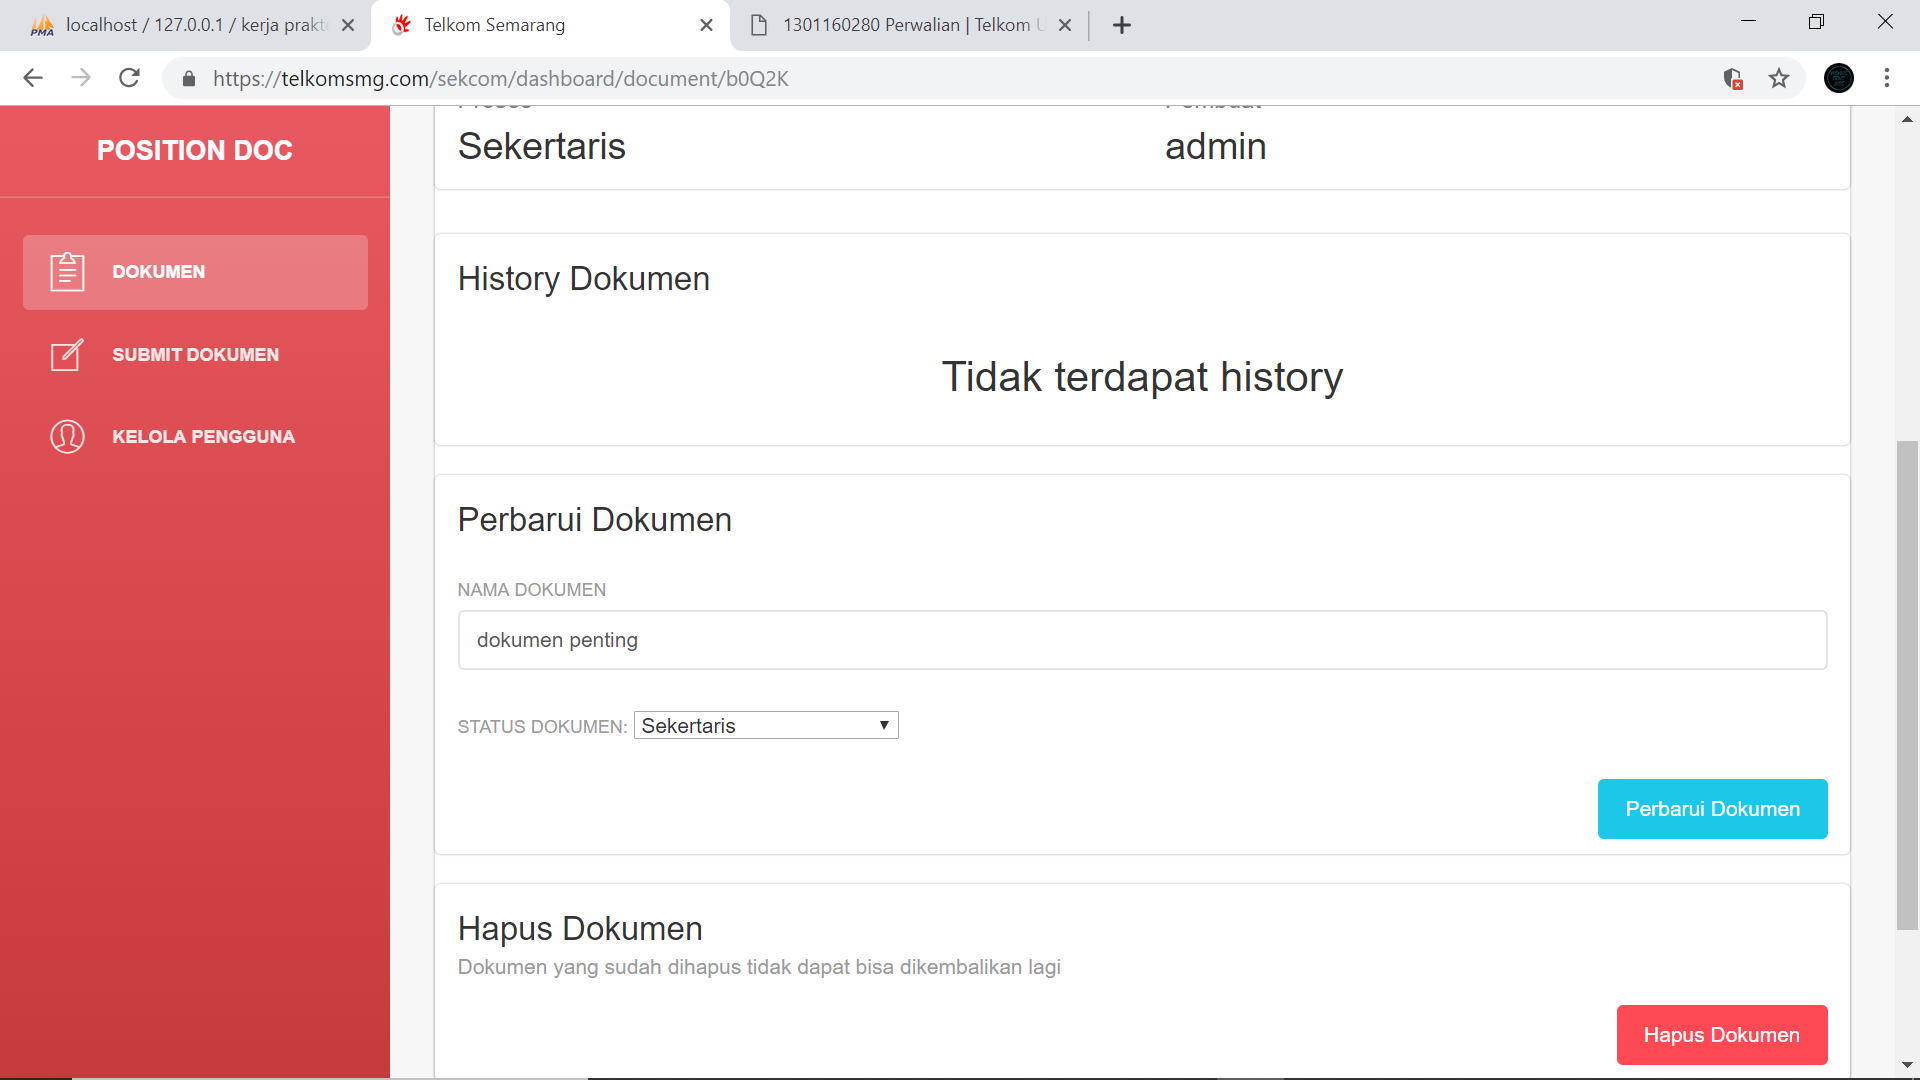 localhost / 127.0.0.1 / kerja prakt
Telkom Semarang
1301160280 Perwalian | Telkom U
https://telkomsmg.com/sekcom/dashboard/document/b0Q2K
POSITION DOC
DOKUMEN
SUBMIT DOKUMEN
KELOLA PENGGUNA
Proses
Pembuat
Sekertaris
admin
History Dokumen
Tidak terdapat history
Perbarui Dokumen
NAMA DOKUMEN
dokumen penting
STATUS DOKUMEN: Sekertaris
Perbarui Dokumen
Hapus Dokumen
Dokumen yang sudah dihapus tidak dapat bisa dikembalikan lagi
Hapus Dokumen